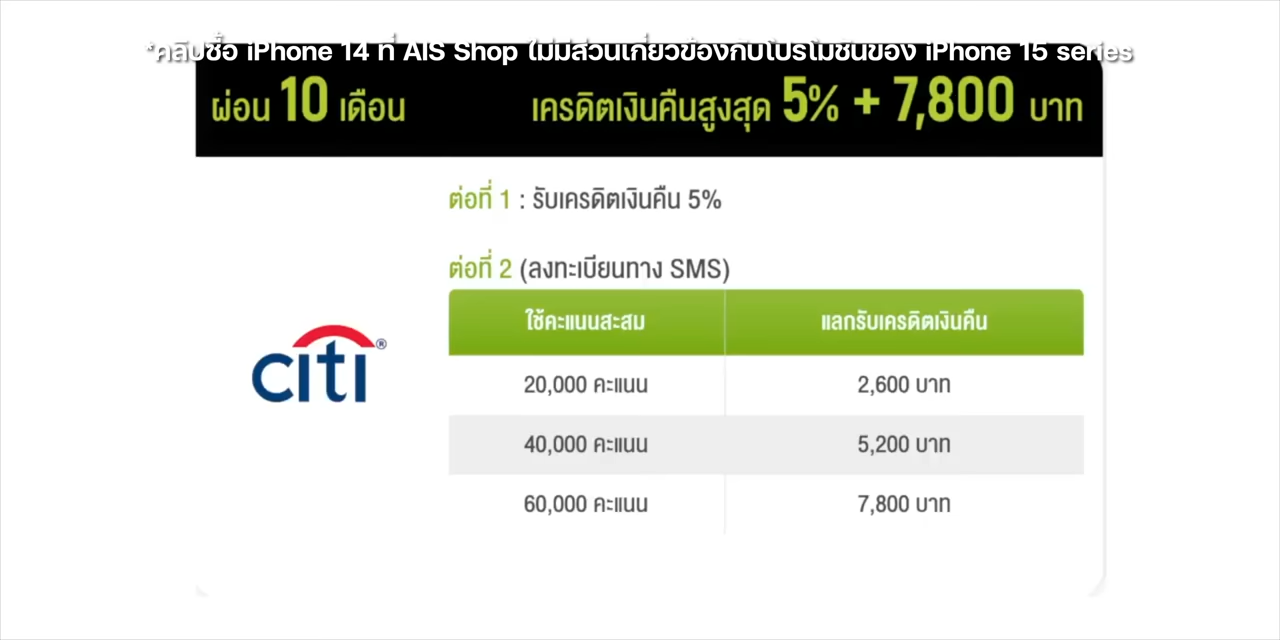 *คลิปซื้อ iPhone 14 ที่ AIS Shop ไม่มีส่วนเกี่ยวข้องกับโปรโมชันของ iPhone 15 series
ผ่อน 10 เดือน เครดิตเงินคืนสูงสุด 5% + 7,800 บาท
ต่อที่ 1 : รับเครดิตเงินคืน 5%
ต่อที่ 2 (ลงทะเบียนทาง SMS)
ใช้คะแนนสะสม แลกรับเครดิตเงินคืน
citi®
20,000 คะแนน 2,600 บาท
40,000 คะแนน 5,200 บาท
60,000 คะแนน 7,800 บาท